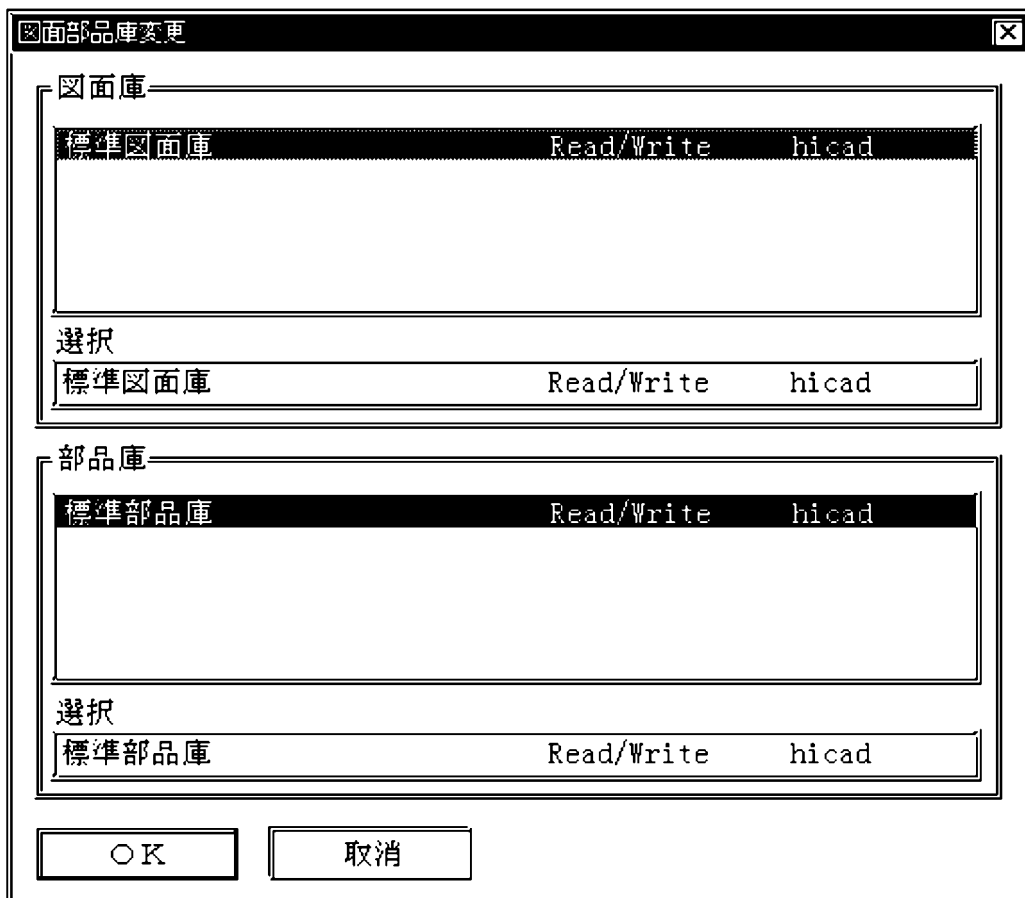 図面部品庫変更
図面庫
標準図面庫 Read/Write hicad
選択
標準図面庫 Read/Write hicad
部品庫
標準部品庫 Read/Write hicad
選択
標準部品庫 Read/Write hicad
ＯＫ 取消